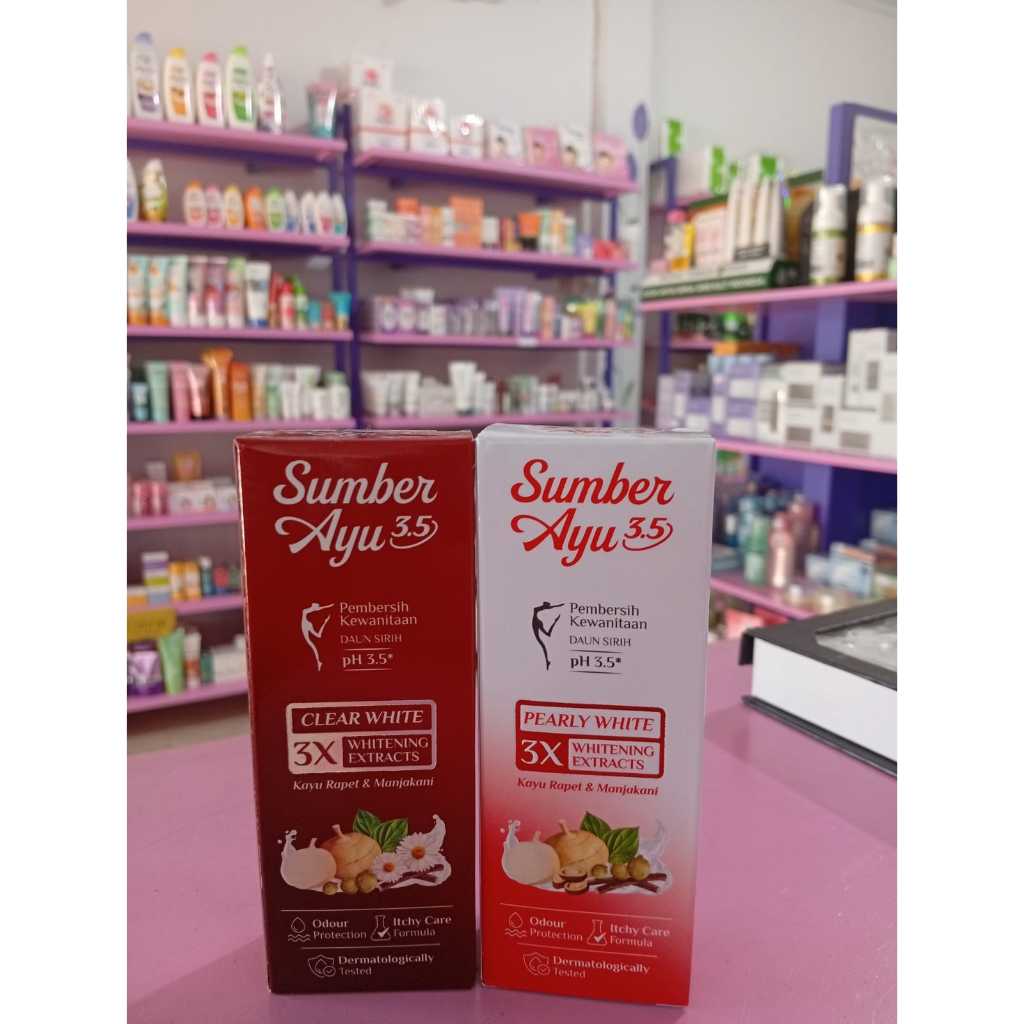 Sumber
Ayu 3.5
Pembersih
Kewanitaan
DAUN SIRIH
pH 3.5*
CLEAR WHITE
3X WHITENING
EXTRACTS
Kayu Rapet & Manjakani
Odour
Protection
Itchy Care
Formula
Dermatologically
Tested
Sumber
Ayu 3.5
Pembersih
Kewanitaan
DAUN SIRIH
pH 3.5*
PEARLY WHITE
3X WHITENING
EXTRACTS
Kayu Rapet & Manjakani
Odour
Protection
Itchy Care
Formula
Dermatologically
Tested